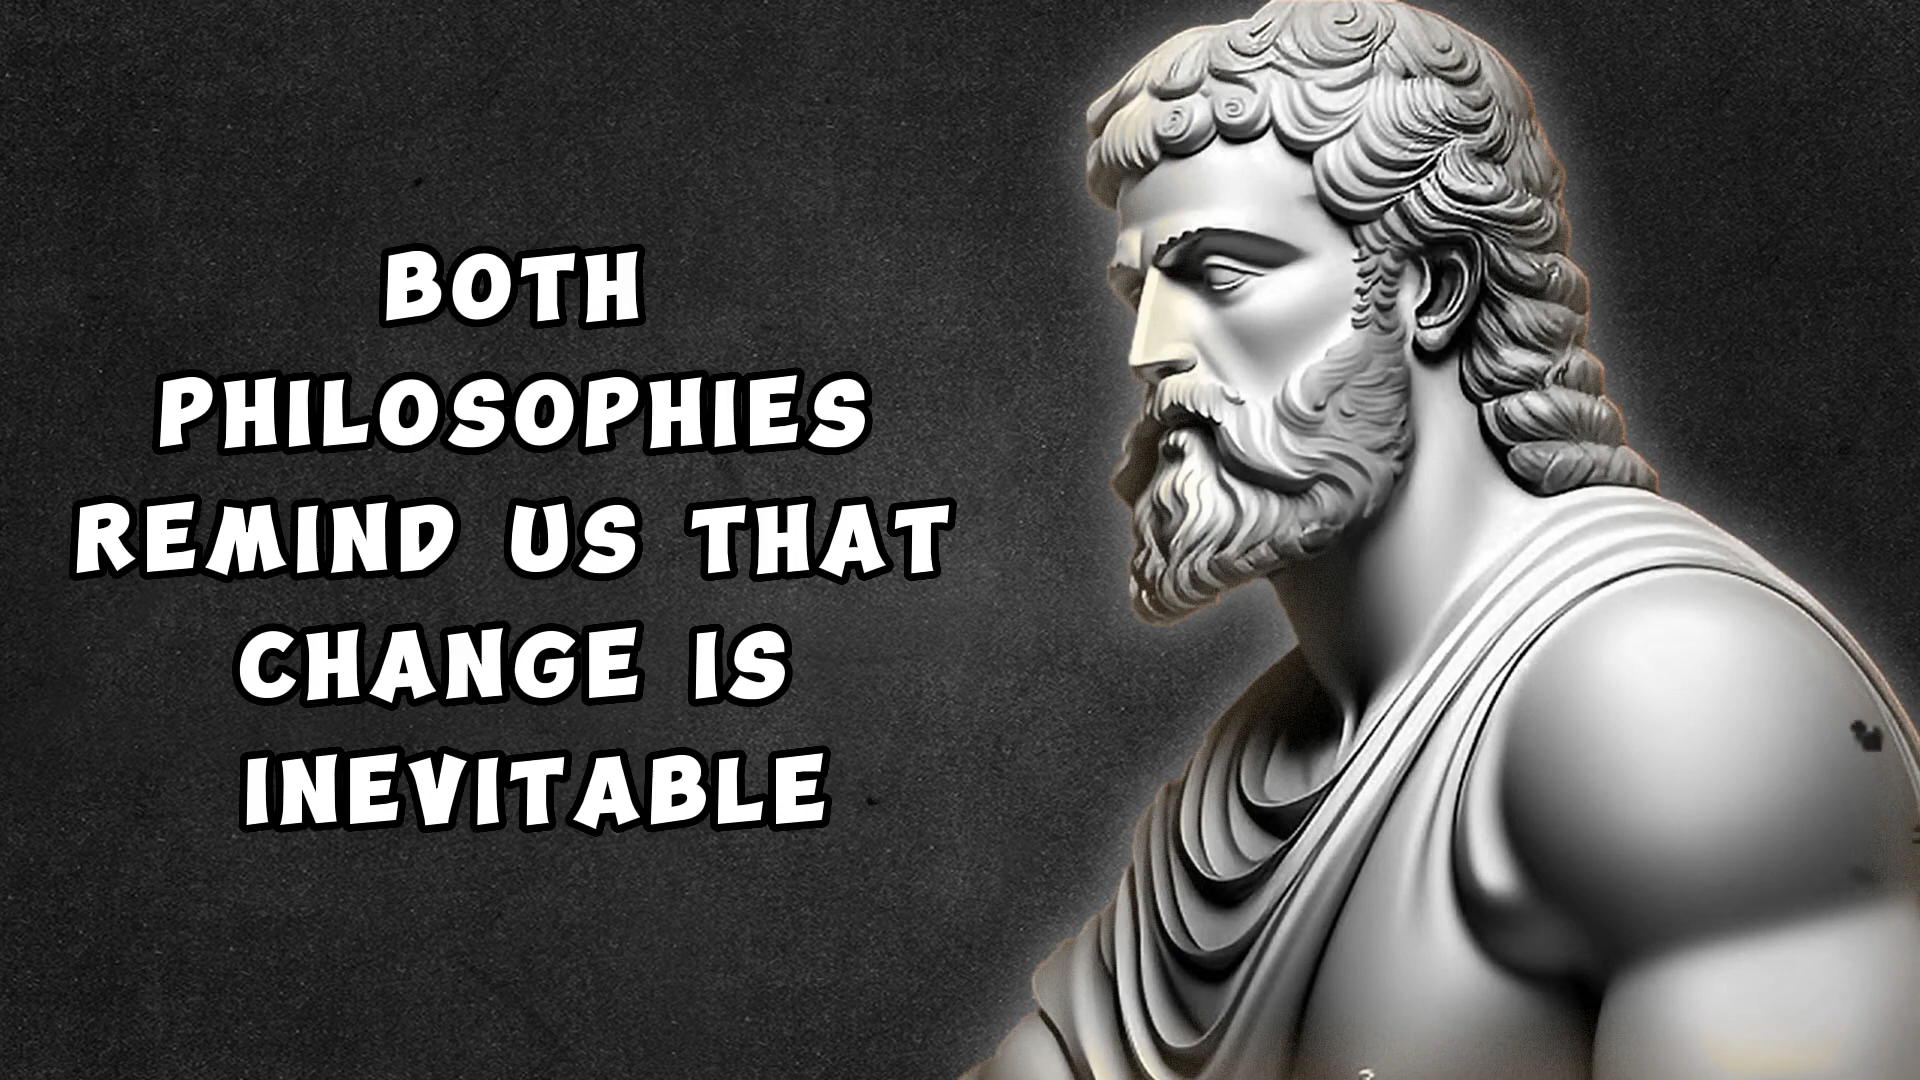 BOTH
PHILOSOPHIES
REMIND US THAT
CHANGE IS
INEVITABLE